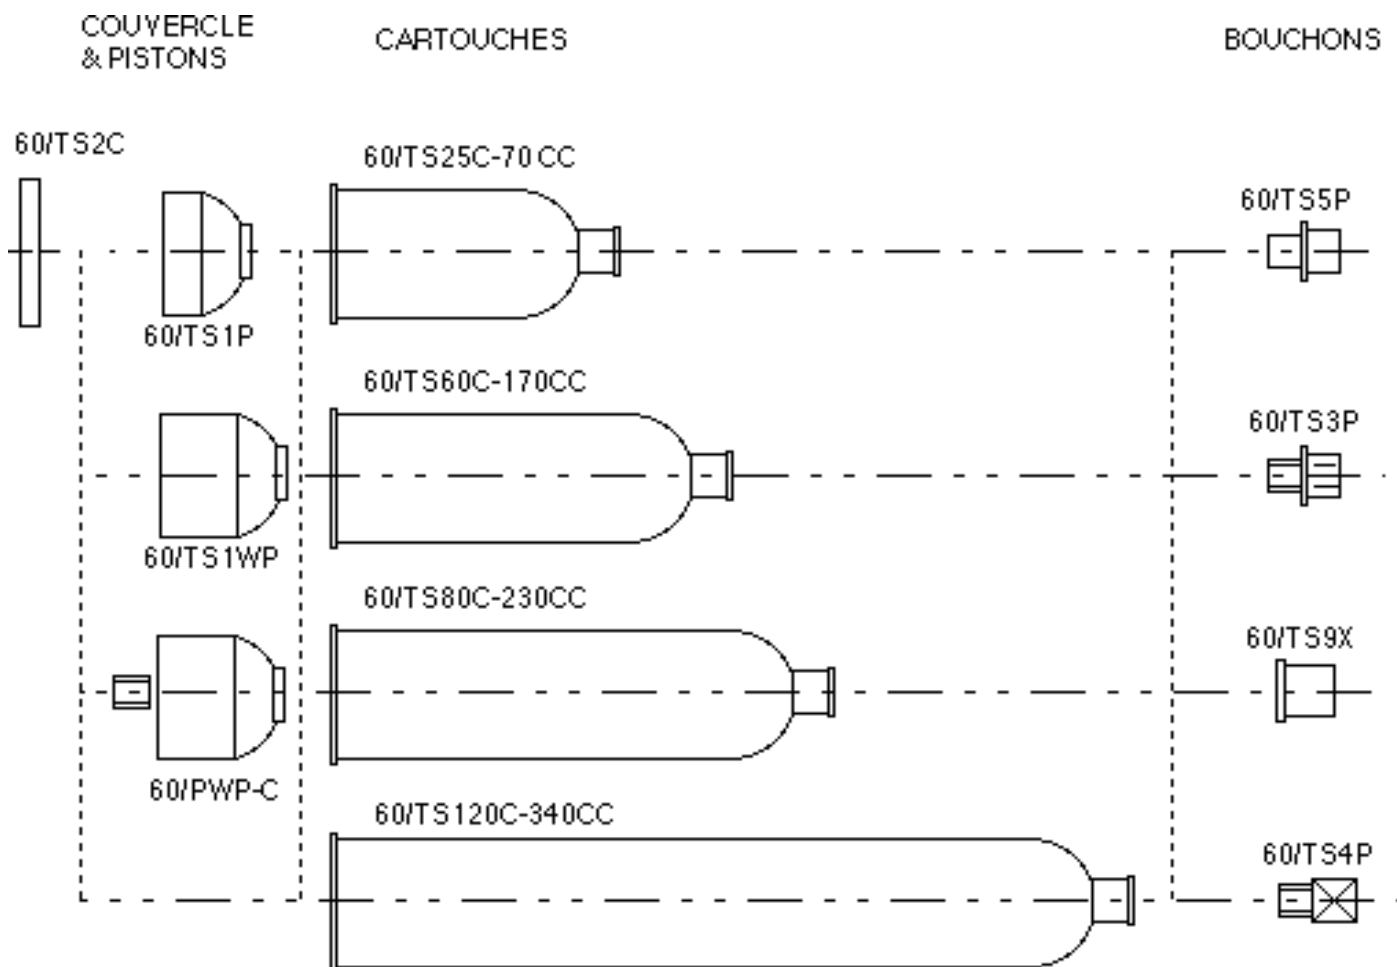 COUVERCLE
& PISTONS
CARTOUCHES
BOUCHONS
60/TS2C
60/TS25C-70 CC
60/TS5P
60/TS1P
60/TS60C-170CC
60/TS3P
60/TS1WP
60/TS80C-230CC
60/TS9X
60/PWP-C
60/TS120C-340CC
60/TS4P